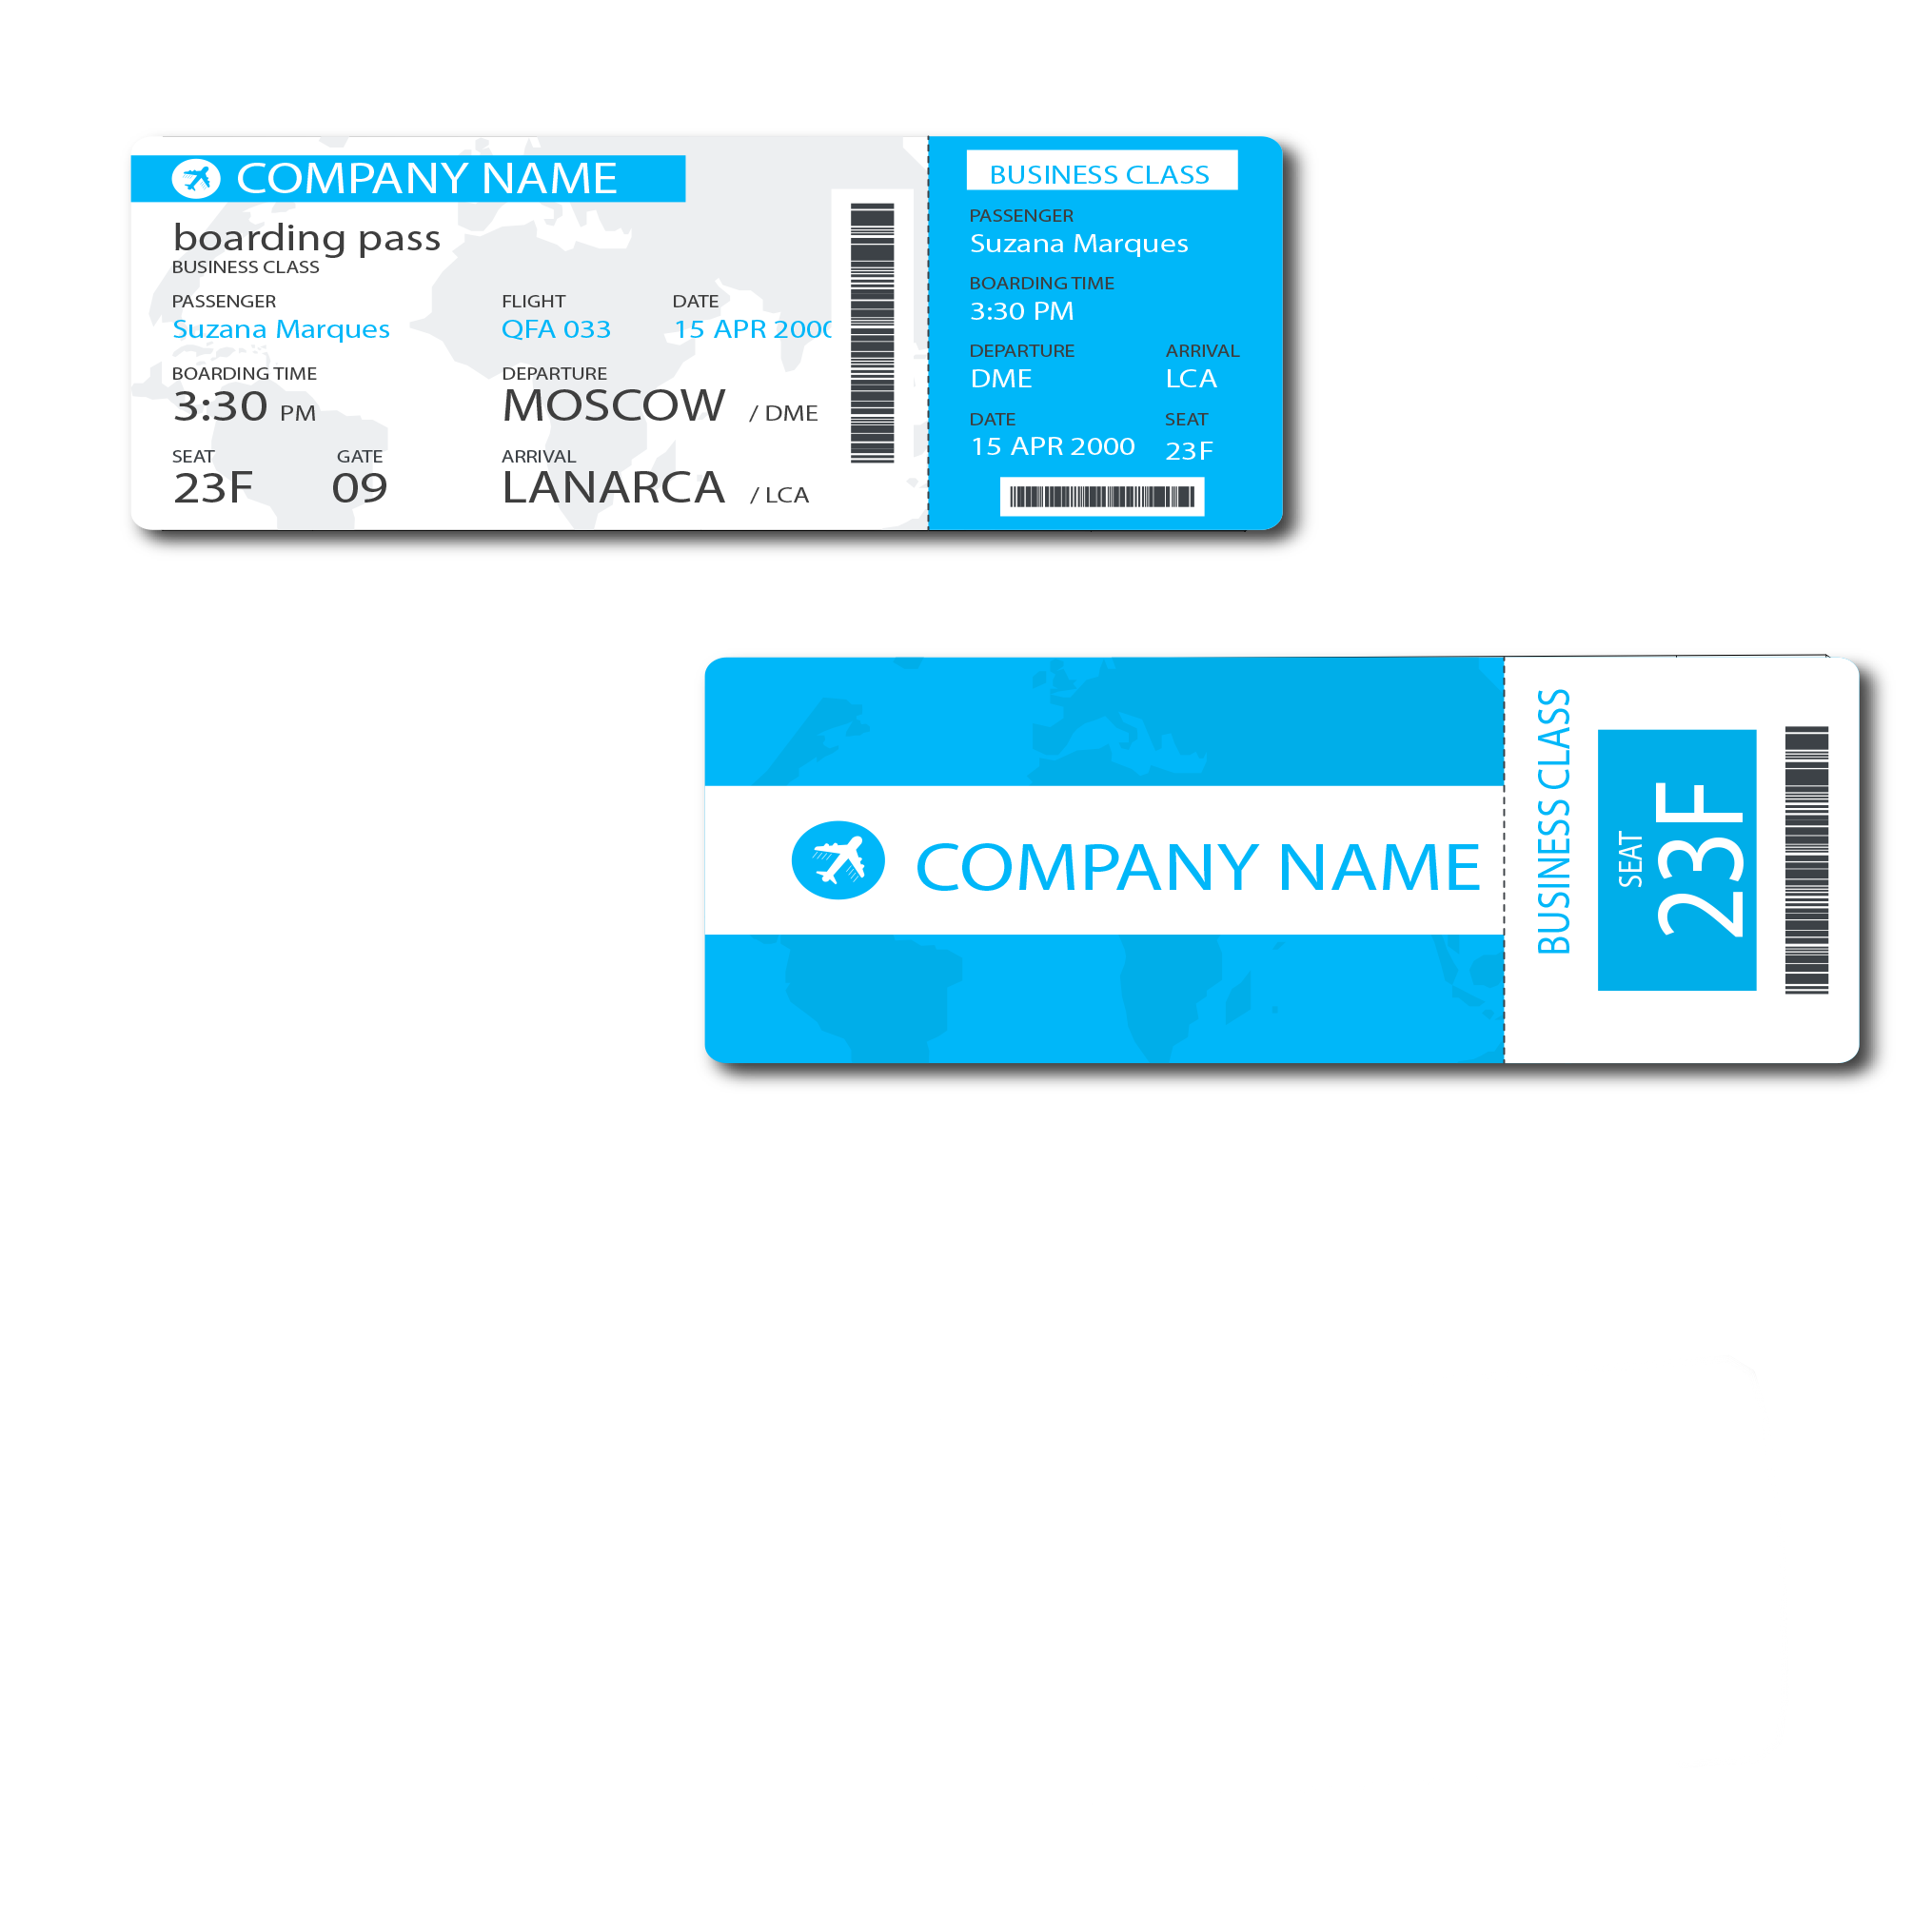 COMPANY NAME
boarding pass
BUSINESS CLASS
PASSENGER FLIGHT DATE
Suzana Marques QFA 033 15 APR 2000
BOARDING TIME DEPARTURE
3:30 PM MOSCOW / DME
SEAT GATE ARRIVAL
23F 09 LANARCA / LCA
BUSINESS CLASS
PASSENGER
Suzana Marques
BOARDING TIME
3:30 PM
DEPARTURE ARRIVAL
DME LCA
DATE SEAT
15 APR 2000 23F
COMPANY NAME
BUSINESS CLASS
SEAT
23F